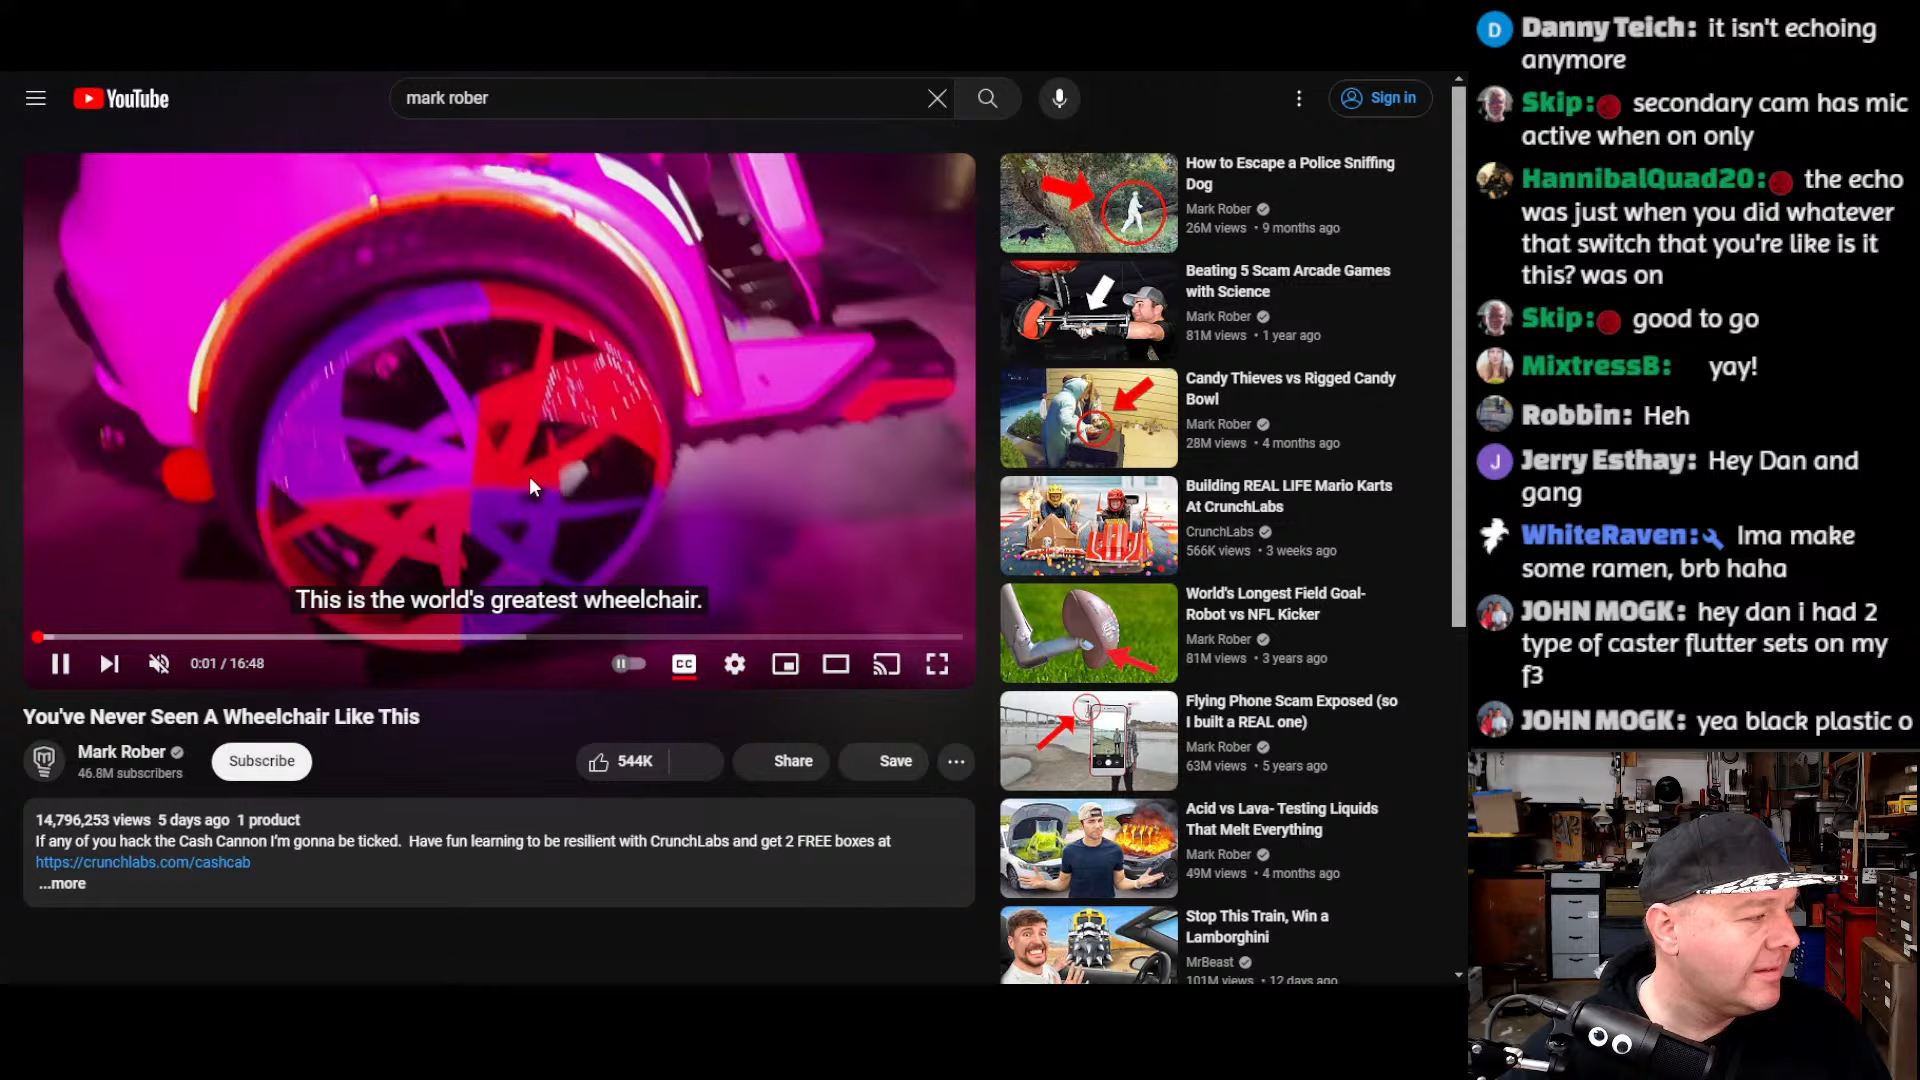 YouTube
mark rober
Sign in
This is the world's greatest wheelchair.
0:01 / 16:48
CC
You've Never Seen A Wheelchair Like This
Mark Rober
46.8M subscribers
Subscribe
544K
Share
Save
14,796,253 views 5 days ago 1 product
If any of you hack the Cash Cannon I'm gonna be ticked. Have fun learning to be resilient with CrunchLabs and get 2 FREE boxes at
https://crunchlabs.com/cashcab
...more
How to Escape a Police Sniffing
Dog
Mark Rober
26M views • 9 months ago
Beating 5 Scam Arcade Games
with Science
Mark Rober
81M views • 1 year ago
Candy Thieves vs Rigged Candy
Bowl
Mark Rober
28M views • 4 months ago
Building REAL LIFE Mario Karts
At CrunchLabs
CrunchLabs
566K views • 3 weeks ago
World's Longest Field Goal-
Robot vs NFL Kicker
Mark Rober
81M views • 3 years ago
Flying Phone Scam Exposed (so
I built a REAL one)
Mark Rober
63M views • 5 years ago
Acid vs Lava- Testing Liquids
That Melt Everything
Mark Rober
49M views • 4 months ago
Stop This Train, Win a
Lamborghini
MrBeast
101M views • 12 days ago
D
Danny Teich: it isn't echoing
anymore
Skip: secondary cam has mic
active when on only
HannibalQuad20: the echo
was just when you did whatever
that switch that you're like is it
this? was on
Skip: good to go
MixtressB: yay!
Robbin: Heh
J
Jerry Esthay: Hey Dan and
gang
WhiteRaven: Ima make
some ramen, brb haha
JOHN MOGK: hey dan i had 2
type of caster flutter sets on my
f3
JOHN MOGK: yea black plastic o